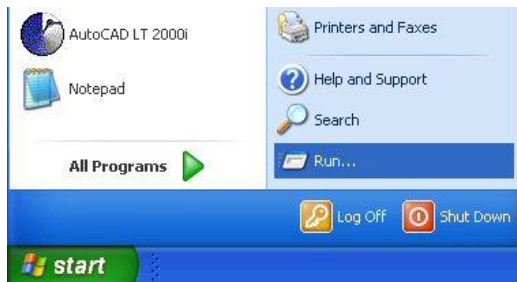 AutoCAD LT 2000i
Notepad
All Programs
Printers and Faxes
Help and Support
Search
Run...
Log Off
Shut Down
start